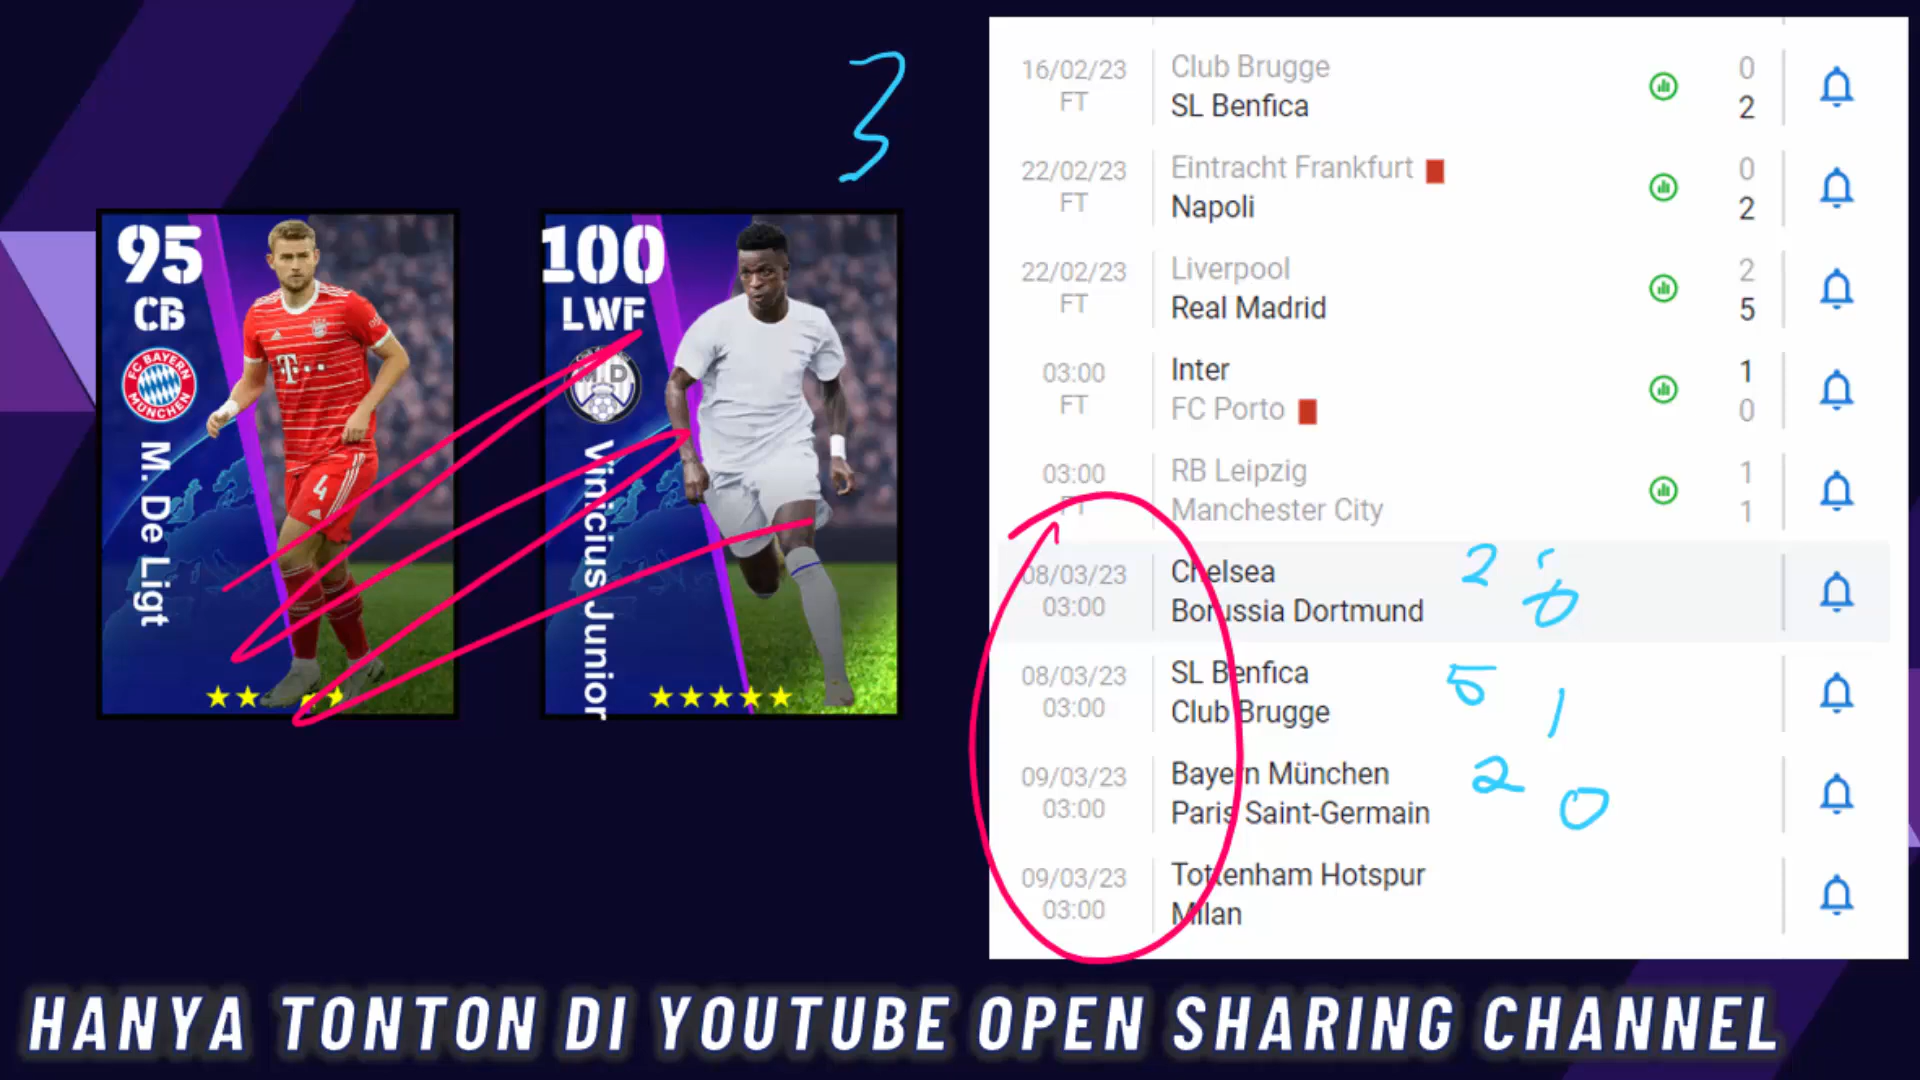 3
95
CB
FC BAYERN
MÜNCHEN
M. De Ligt
4
100
LWF
M D
Vinicius Junior
16/02/23
FT
Club Brugge 0
SL Benfica 2
22/02/23
FT
Eintracht Frankfurt 0
Napoli 2
22/02/23
FT
Liverpool 2
Real Madrid 5
03:00
FT
Inter 1
FC Porto 0
03:00
RB Leipzig 1
Manchester City 1
08/03/23
03:00
Chelsea 2
Borussia Dortmund
08/03/23
03:00
SL Benfica 5
Club Brugge 1
09/03/23
03:00
Bayern München 2
Paris Saint-Germain 0
09/03/23
03:00
Tottenham Hotspur
Milan
HANYA TONTON DI YOUTUBE OPEN SHARING CHANNEL